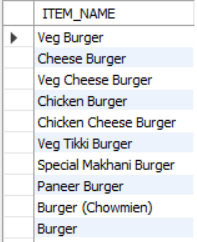 ITEM_NAME
Veg Burger
Cheese Burger
Veg Cheese Burger
Chicken Burger
Chicken Cheese Burger
Veg Tikki Burger
Special Makhani Burger
Paneer Burger
Burger (Chowmien)
Burger